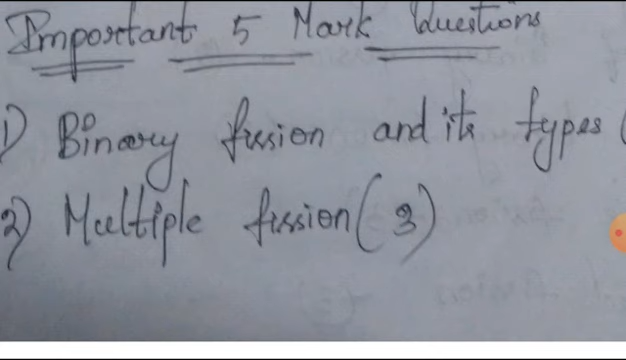 Important 5 Mark Questions
1) Binary fission and its types (
2) Multiple fission (3)